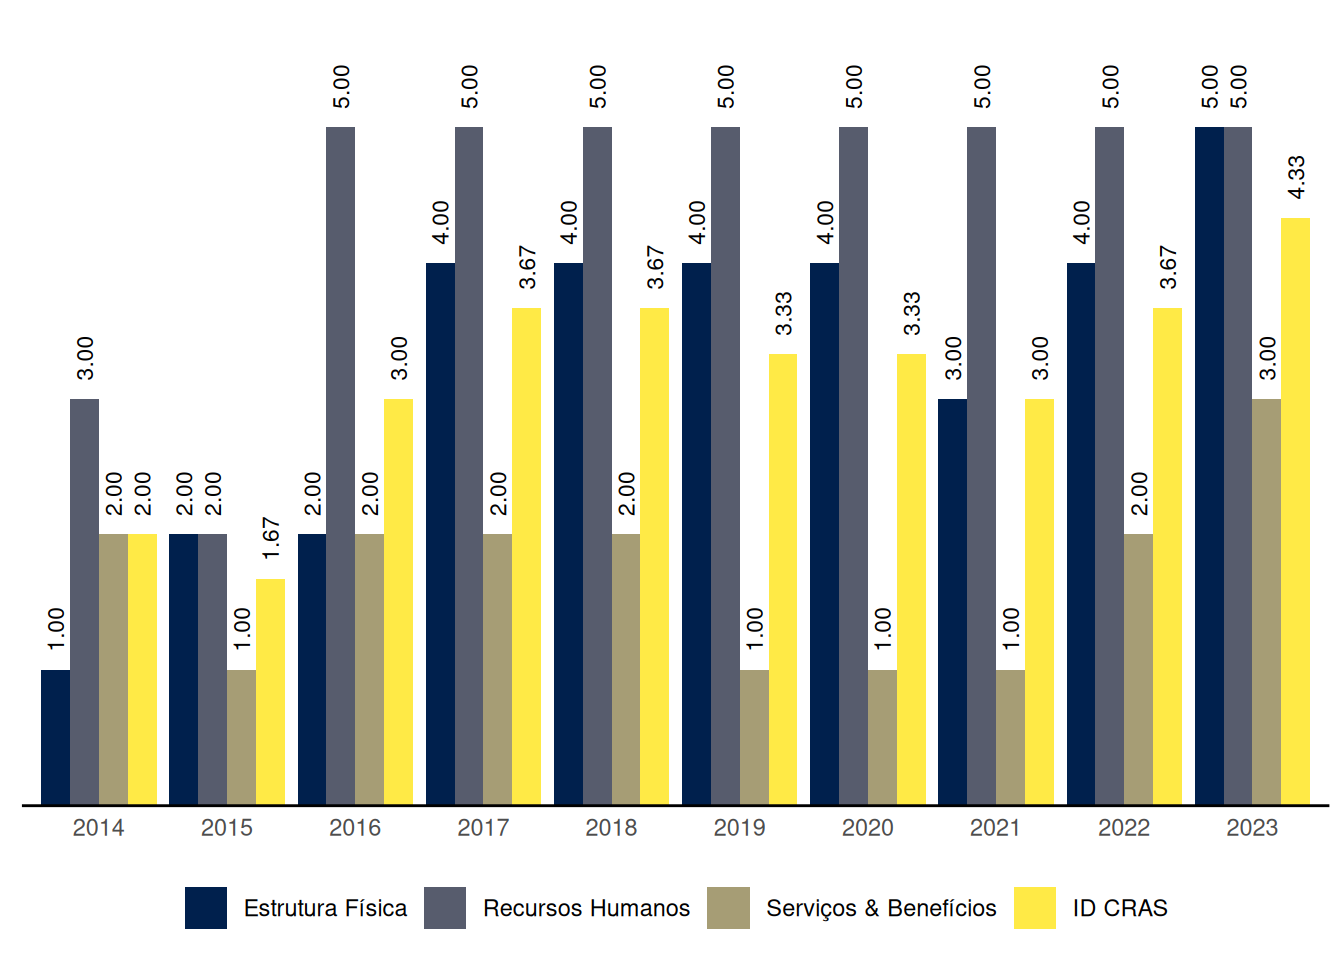 5.00 5.00 5.00 5.00 5.00 5.00 5.00 5.00 5.00
4.33
4.00 4.00 4.00 4.00 4.00
3.67 3.67 3.67
3.33 3.33
3.00 3.00 3.00 3.00 3.00
2.00 2.00 2.00 2.00 2.00 2.00 2.00 2.00 2.00
1.67
1.00 1.00 1.00 1.00 1.00
2014 2015 2016 2017 2018 2019 2020 2021 2022 2023
Estrutura Física Recursos Humanos Serviços & Benefícios ID CRAS